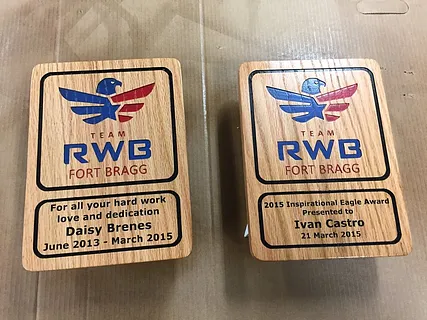 TEAM
RWB
FORT BRAGG
For all your hard work
love and dedication
Daisy Brenes
June 2013 - March 2015
TEAM
RWB
FORT BRAGG
2015 Inspirational Eagle Award
Presented to
Ivan Castro
21 March 2015